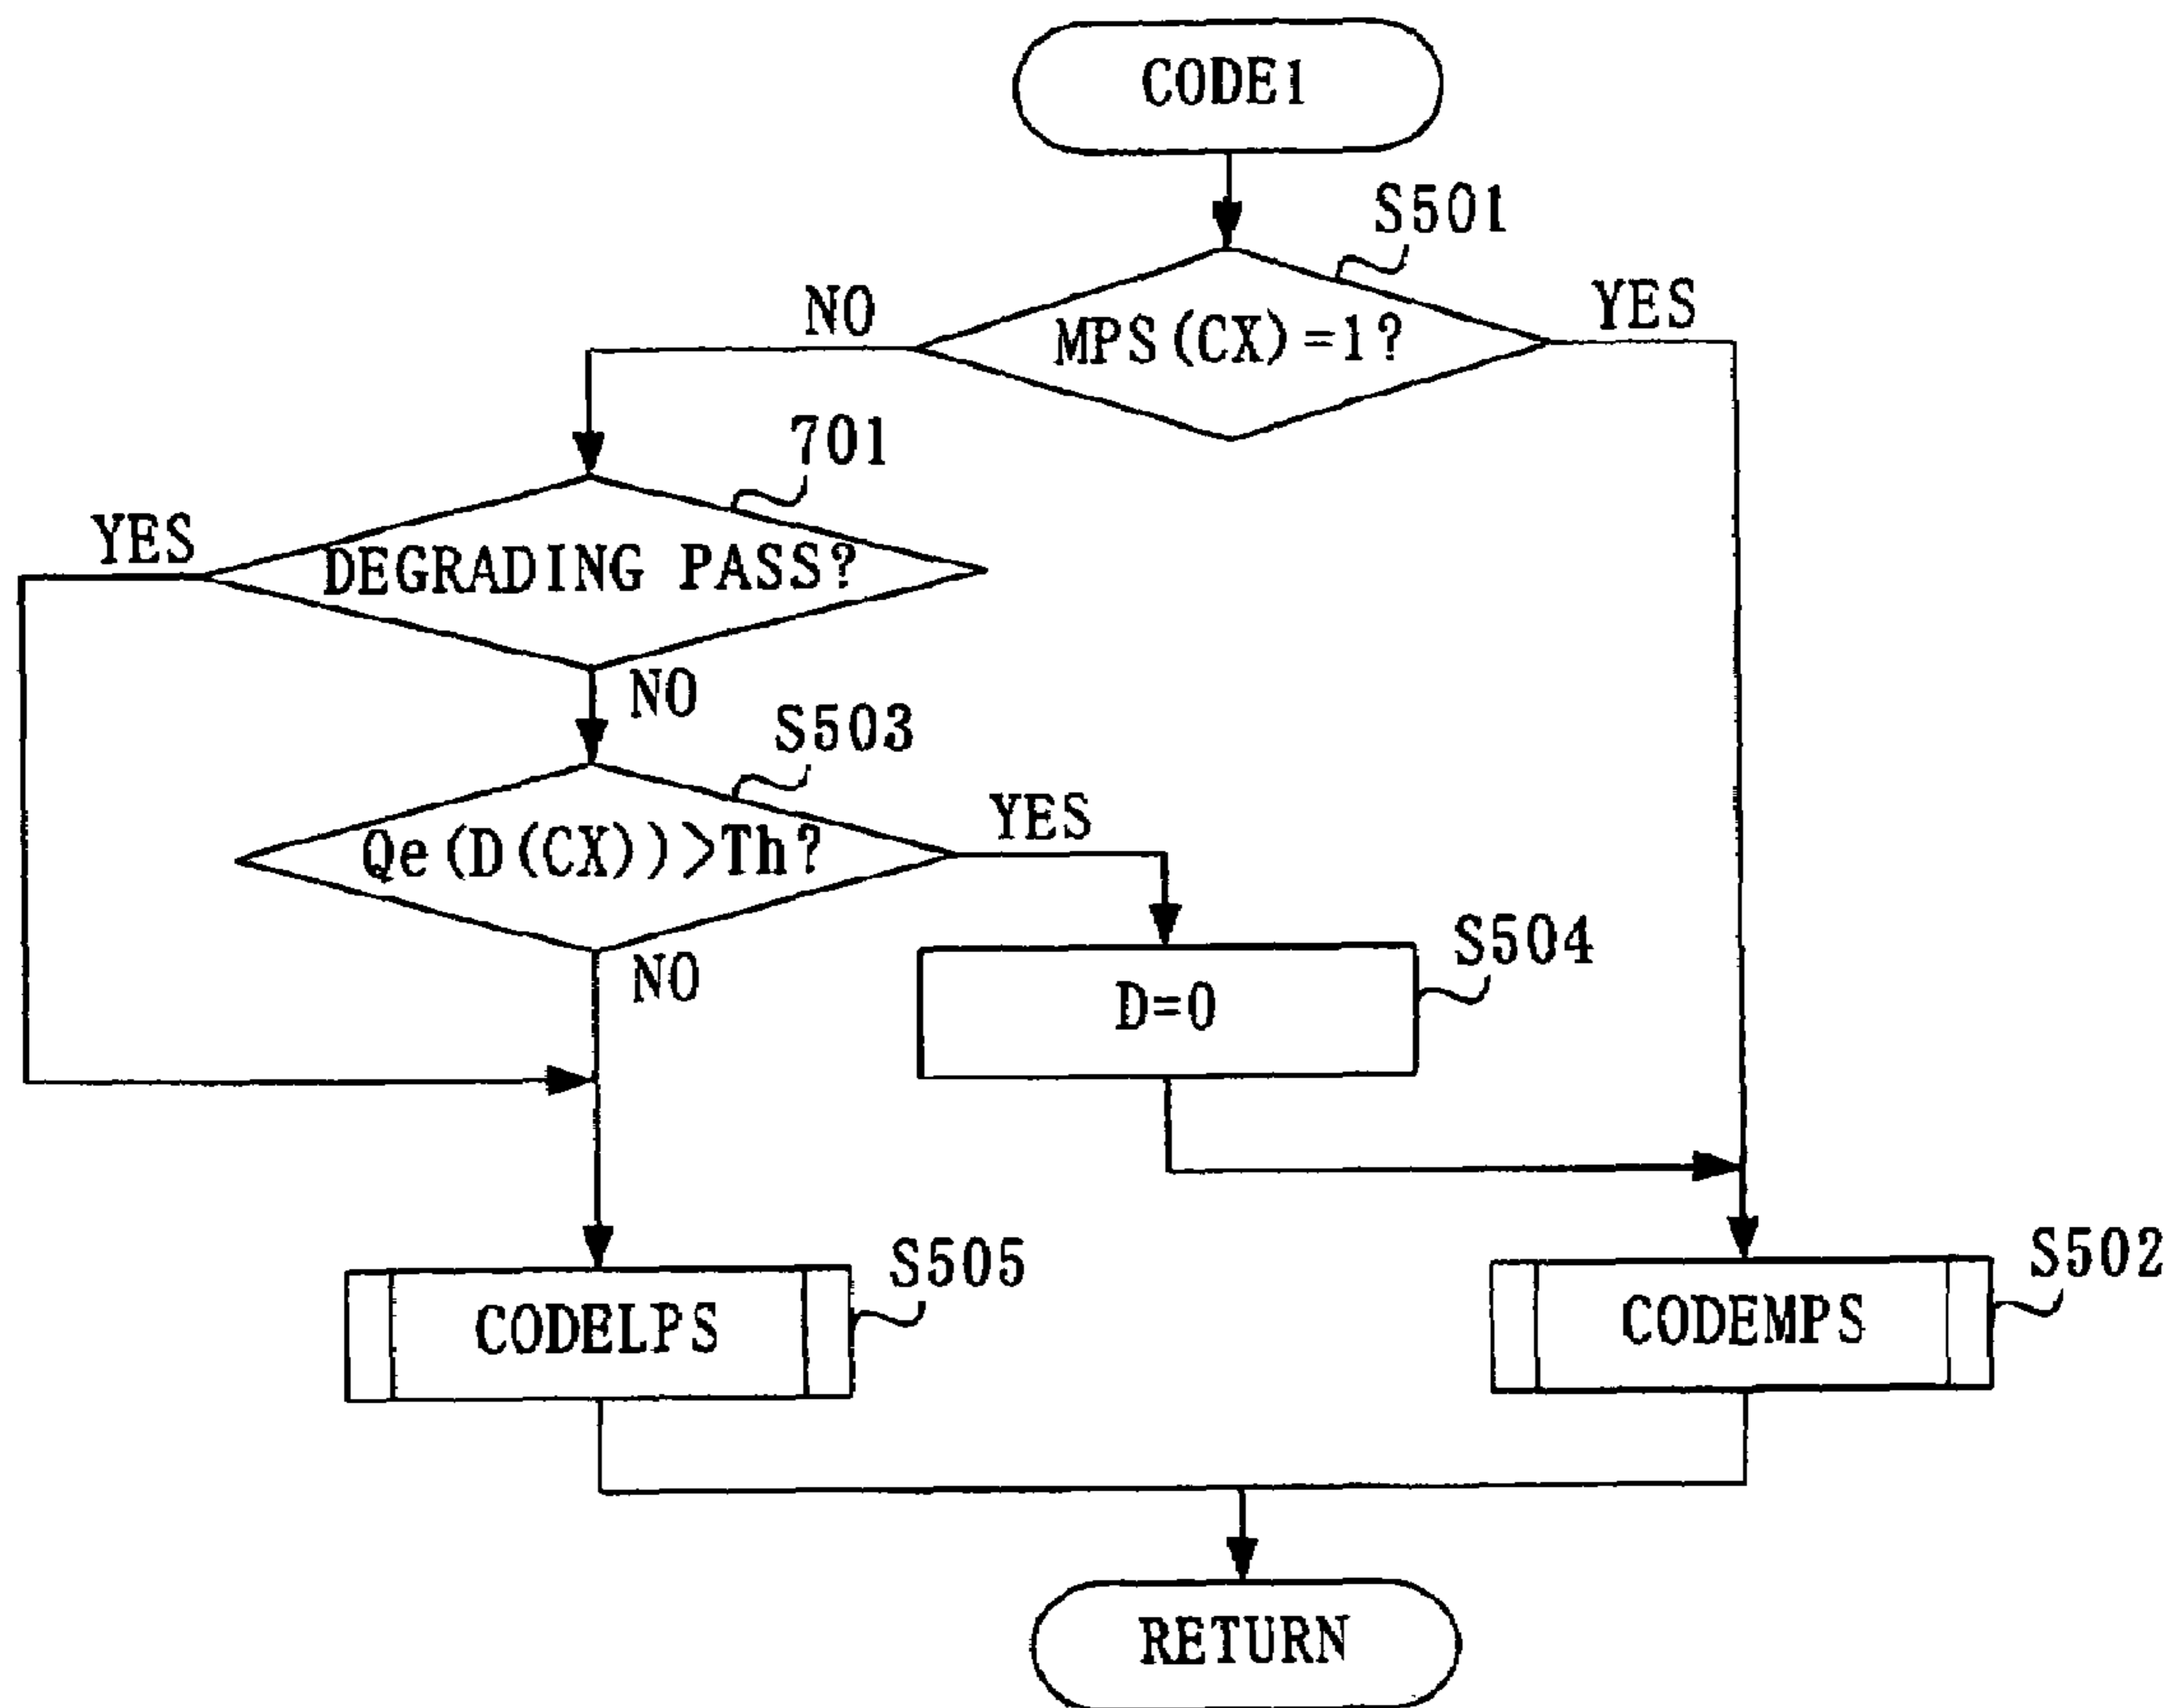 CODE1
S501
MPS(CX)=1?
NO
YES
701
DEGRADING PASS?
YES
NO
S503
Qe(D(CX))>Th?
YES
NO
S504
D=0
S505
CODELPS
S502
CODEMPS
RETURN